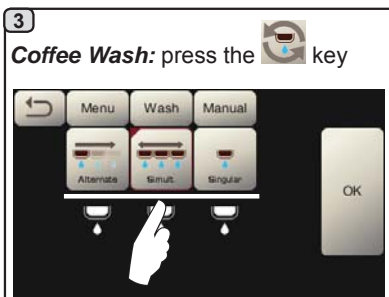 3
Coffee Wash: press the key
Menu Wash Manual
Alternate Simult. Singular
OK